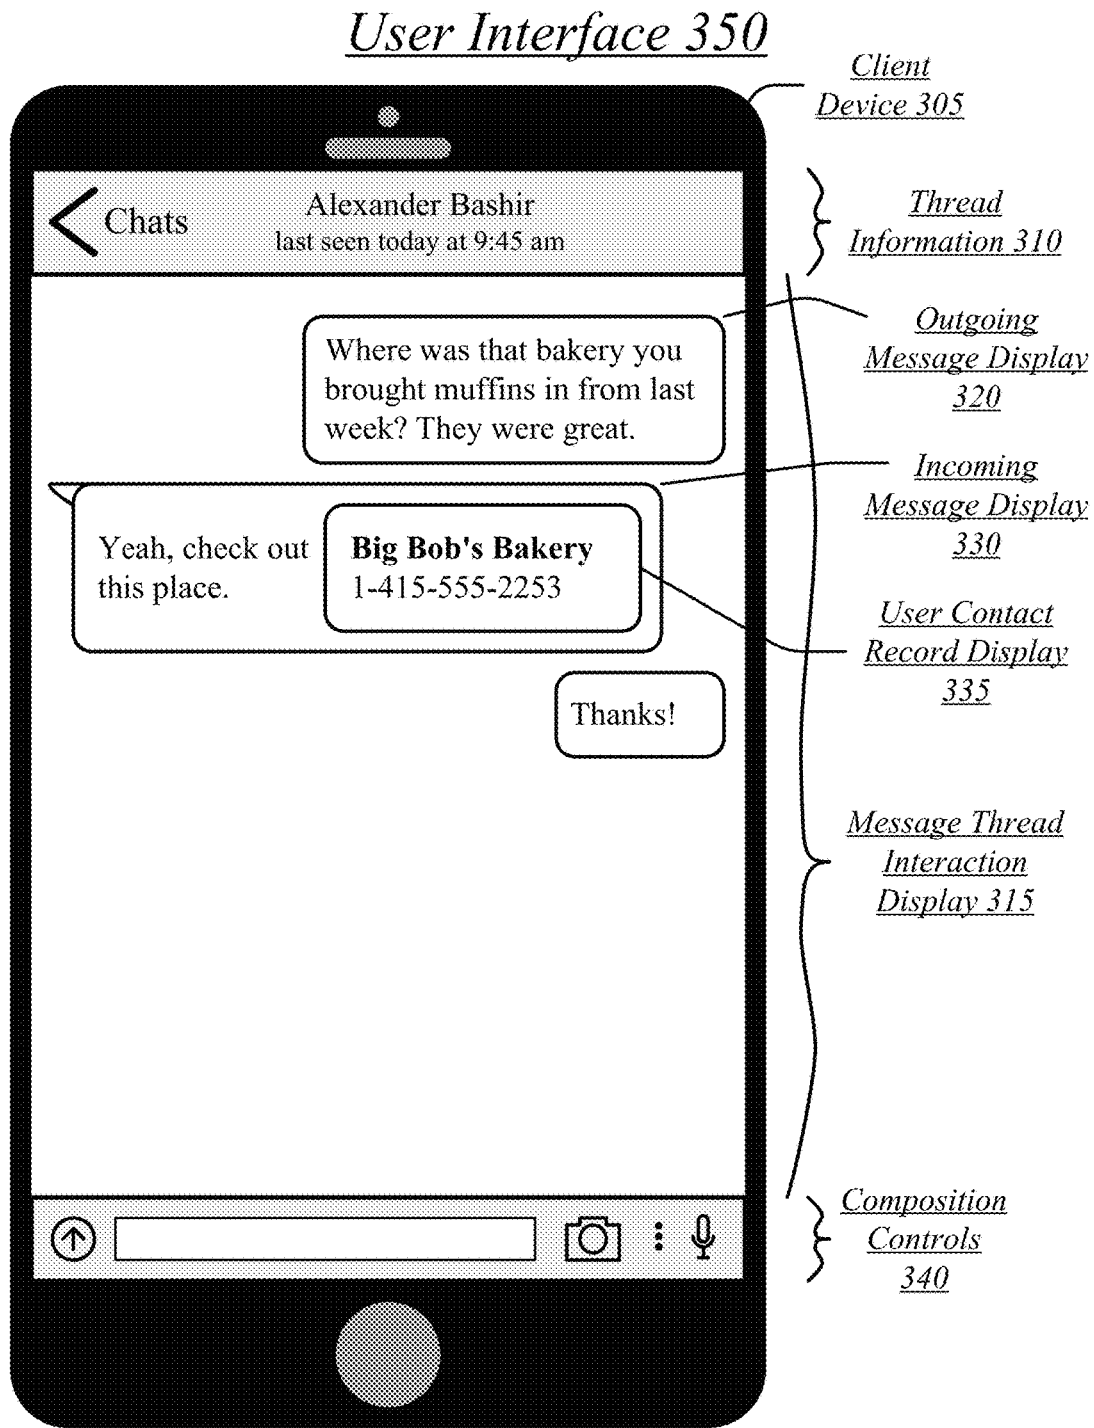 User Interface 350
Client
Device 305
Chats
Alexander Bashir
last seen today at 9:45 am
Thread
Information 310
Where was that bakery you
brought muffins in from last
week? They were great.
Outgoing
Message Display
320
Yeah, check out
this place.
Big Bob's Bakery
1-415-555-2253
Incoming
Message Display
330
User Contact
Record Display
335
Thanks!
Message Thread
Interaction
Display 315
Composition
Controls
340